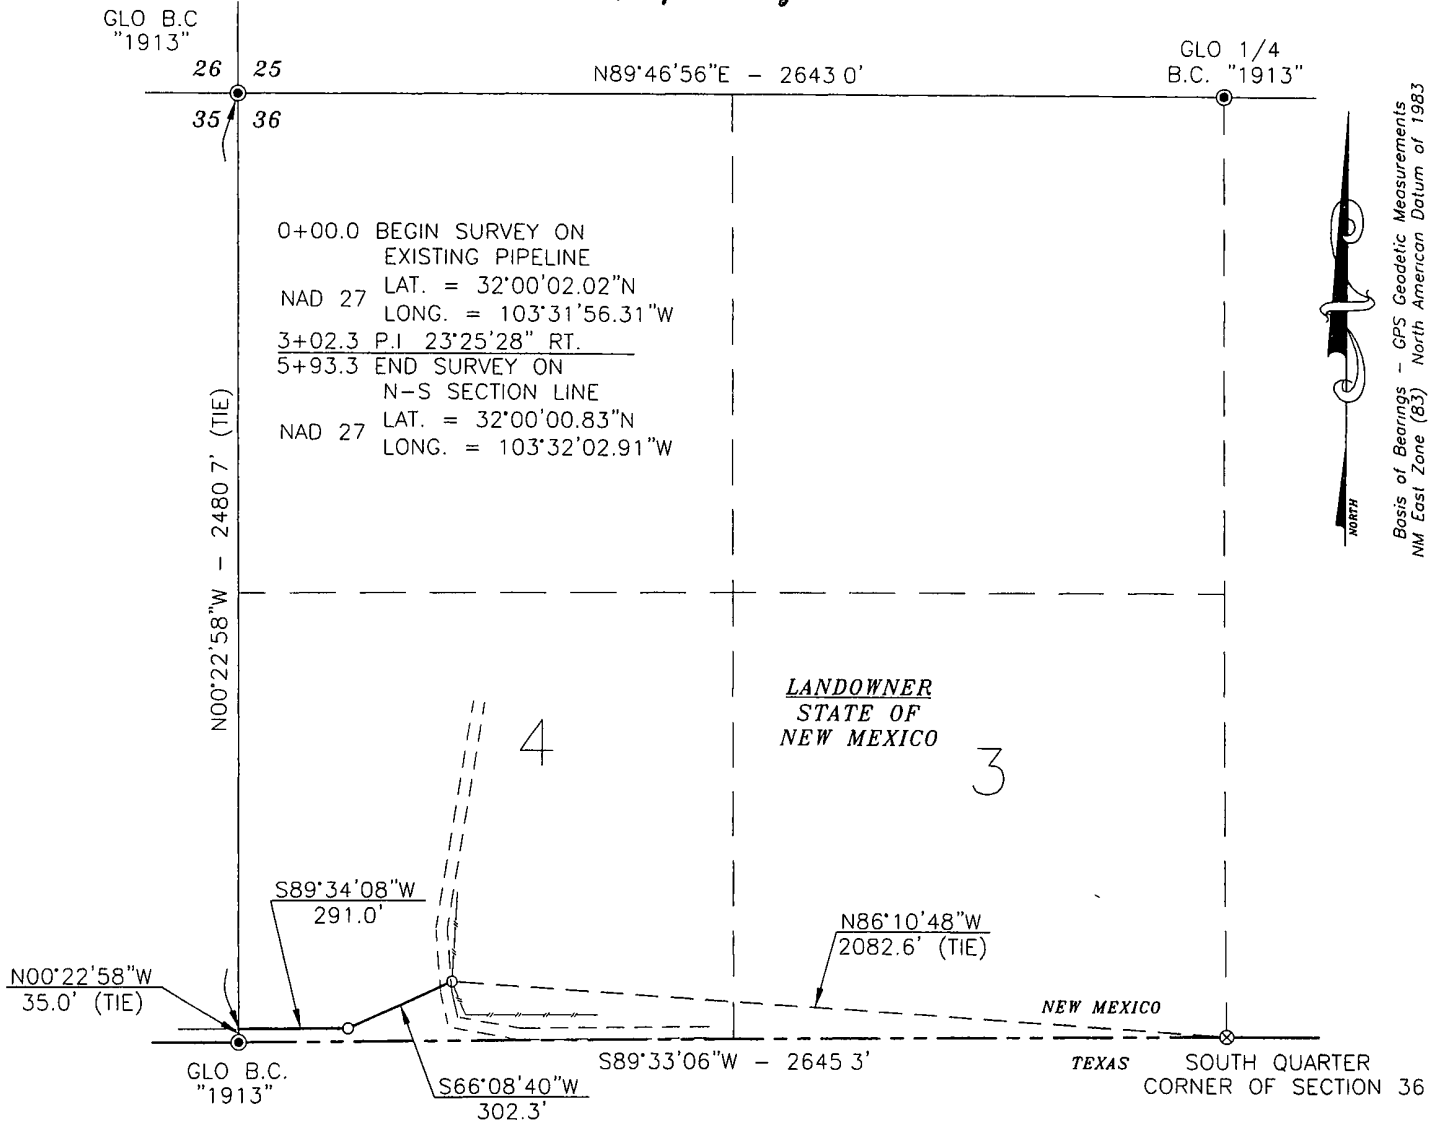 GLO B.C
"1913"
26 25
35 36
N89°46'56"E – 2643 0'
GLO 1/4
B.C. "1913"
0+00.0 BEGIN SURVEY ON
EXISTING PIPELINE
NAD 27
LAT. = 32°00'02.02"N
LONG. = 103°31'56.31"W
3+02.3 P.I 23°25'28" RT.
5+93.3 END SURVEY ON
N–S SECTION LINE
NAD 27
LAT. = 32°00'00.83"N
LONG. = 103°32'02.91"W
N00°22'58"W – 2480 7' (TIE)
NORTH
Basis of Bearings – GPS Geodetic Measurements
NM East Zone (83) North American Datum of 1983
LANDOWNER
STATE OF
NEW MEXICO
4
3
S89°34'08"W
291.0'
N86°10'48"W
2082.6' (TIE)
N00°22'58"W
35.0' (TIE)
NEW MEXICO
GLO B.C.
"1913"
S66°08'40"W
302.3'
S89°33'06"W – 2645 3'
TEXAS
SOUTH QUARTER
CORNER OF SECTION 36